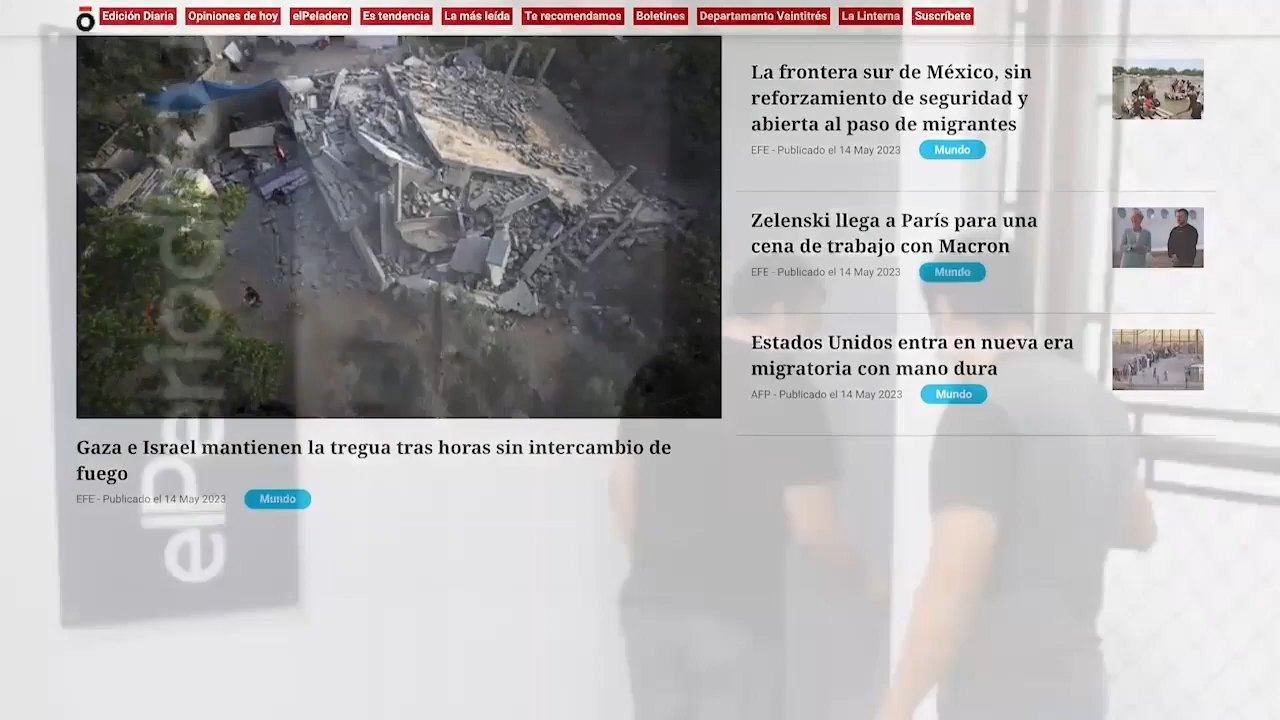 Edición Diaria Opiniones de hoy elPeladero Es tendencia La más leída Te recomendamos Boletines Departamento Veintitrés La Linterna Suscríbete
Gaza e Israel mantienen la tregua tras horas sin intercambio de
fuego
EFE - Publicado el 14 May 2023 Mundo
La frontera sur de México, sin
reforzamiento de seguridad y
abierta al paso de migrantes
EFE - Publicado el 14 May 2023 Mundo
Zelenski llega a París para una
cena de trabajo con Macron
EFE - Publicado el 14 May 2023 Mundo
Estados Unidos entra en nueva era
migratoria con mano dura
AFP - Publicado el 14 May 2023 Mundo
elPeriódico